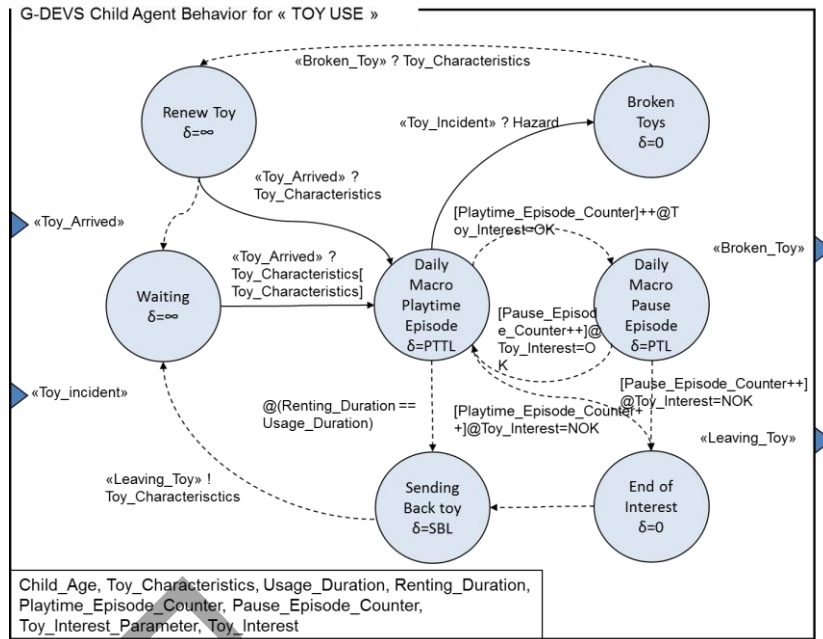 G-DEVS Child Agent Behavior for « TOY USE »
«Broken_Toy» ? Toy_Characteristics
Renew Toy
δ=∞
Broken
Toys
δ=0
«Toy_Incident» ? Hazard
«Toy_Arrived» ?
Toy_Characteristics
«Toy_Arrived»
[Playtime_Episode_Counter]++@T
oy_Interest=OK
«Broken_Toy»
«Toy_Arrived» ?
Toy_Characteristics[
Toy_Characteristics]
Waiting
δ=∞
Daily
Macro
Playtime
Episode
δ=PTTL
Daily
Macro
Pause
Episode
δ=PTL
[Pause_Episod
e_Counter++]@
Toy_Interest=O
K
«Toy_incident»
@(Renting_Duration ==
Usage_Duration)
[Playtime_Episode_Counter+
+]@Toy_Interest=NOK
[Pause_Episode_Counter++]
@Toy_Interest=NOK
«Leaving_Toy»
«Leaving_Toy» !
Toy_Characterisctics
Sending
Back toy
δ=SBL
End of
Interest
δ=0
Child_Age, Toy_Characteristics, Usage_Duration, Renting_Duration,
Playtime_Episode_Counter, Pause_Episode_Counter,
Toy_Interest_Parameter, Toy_Interest